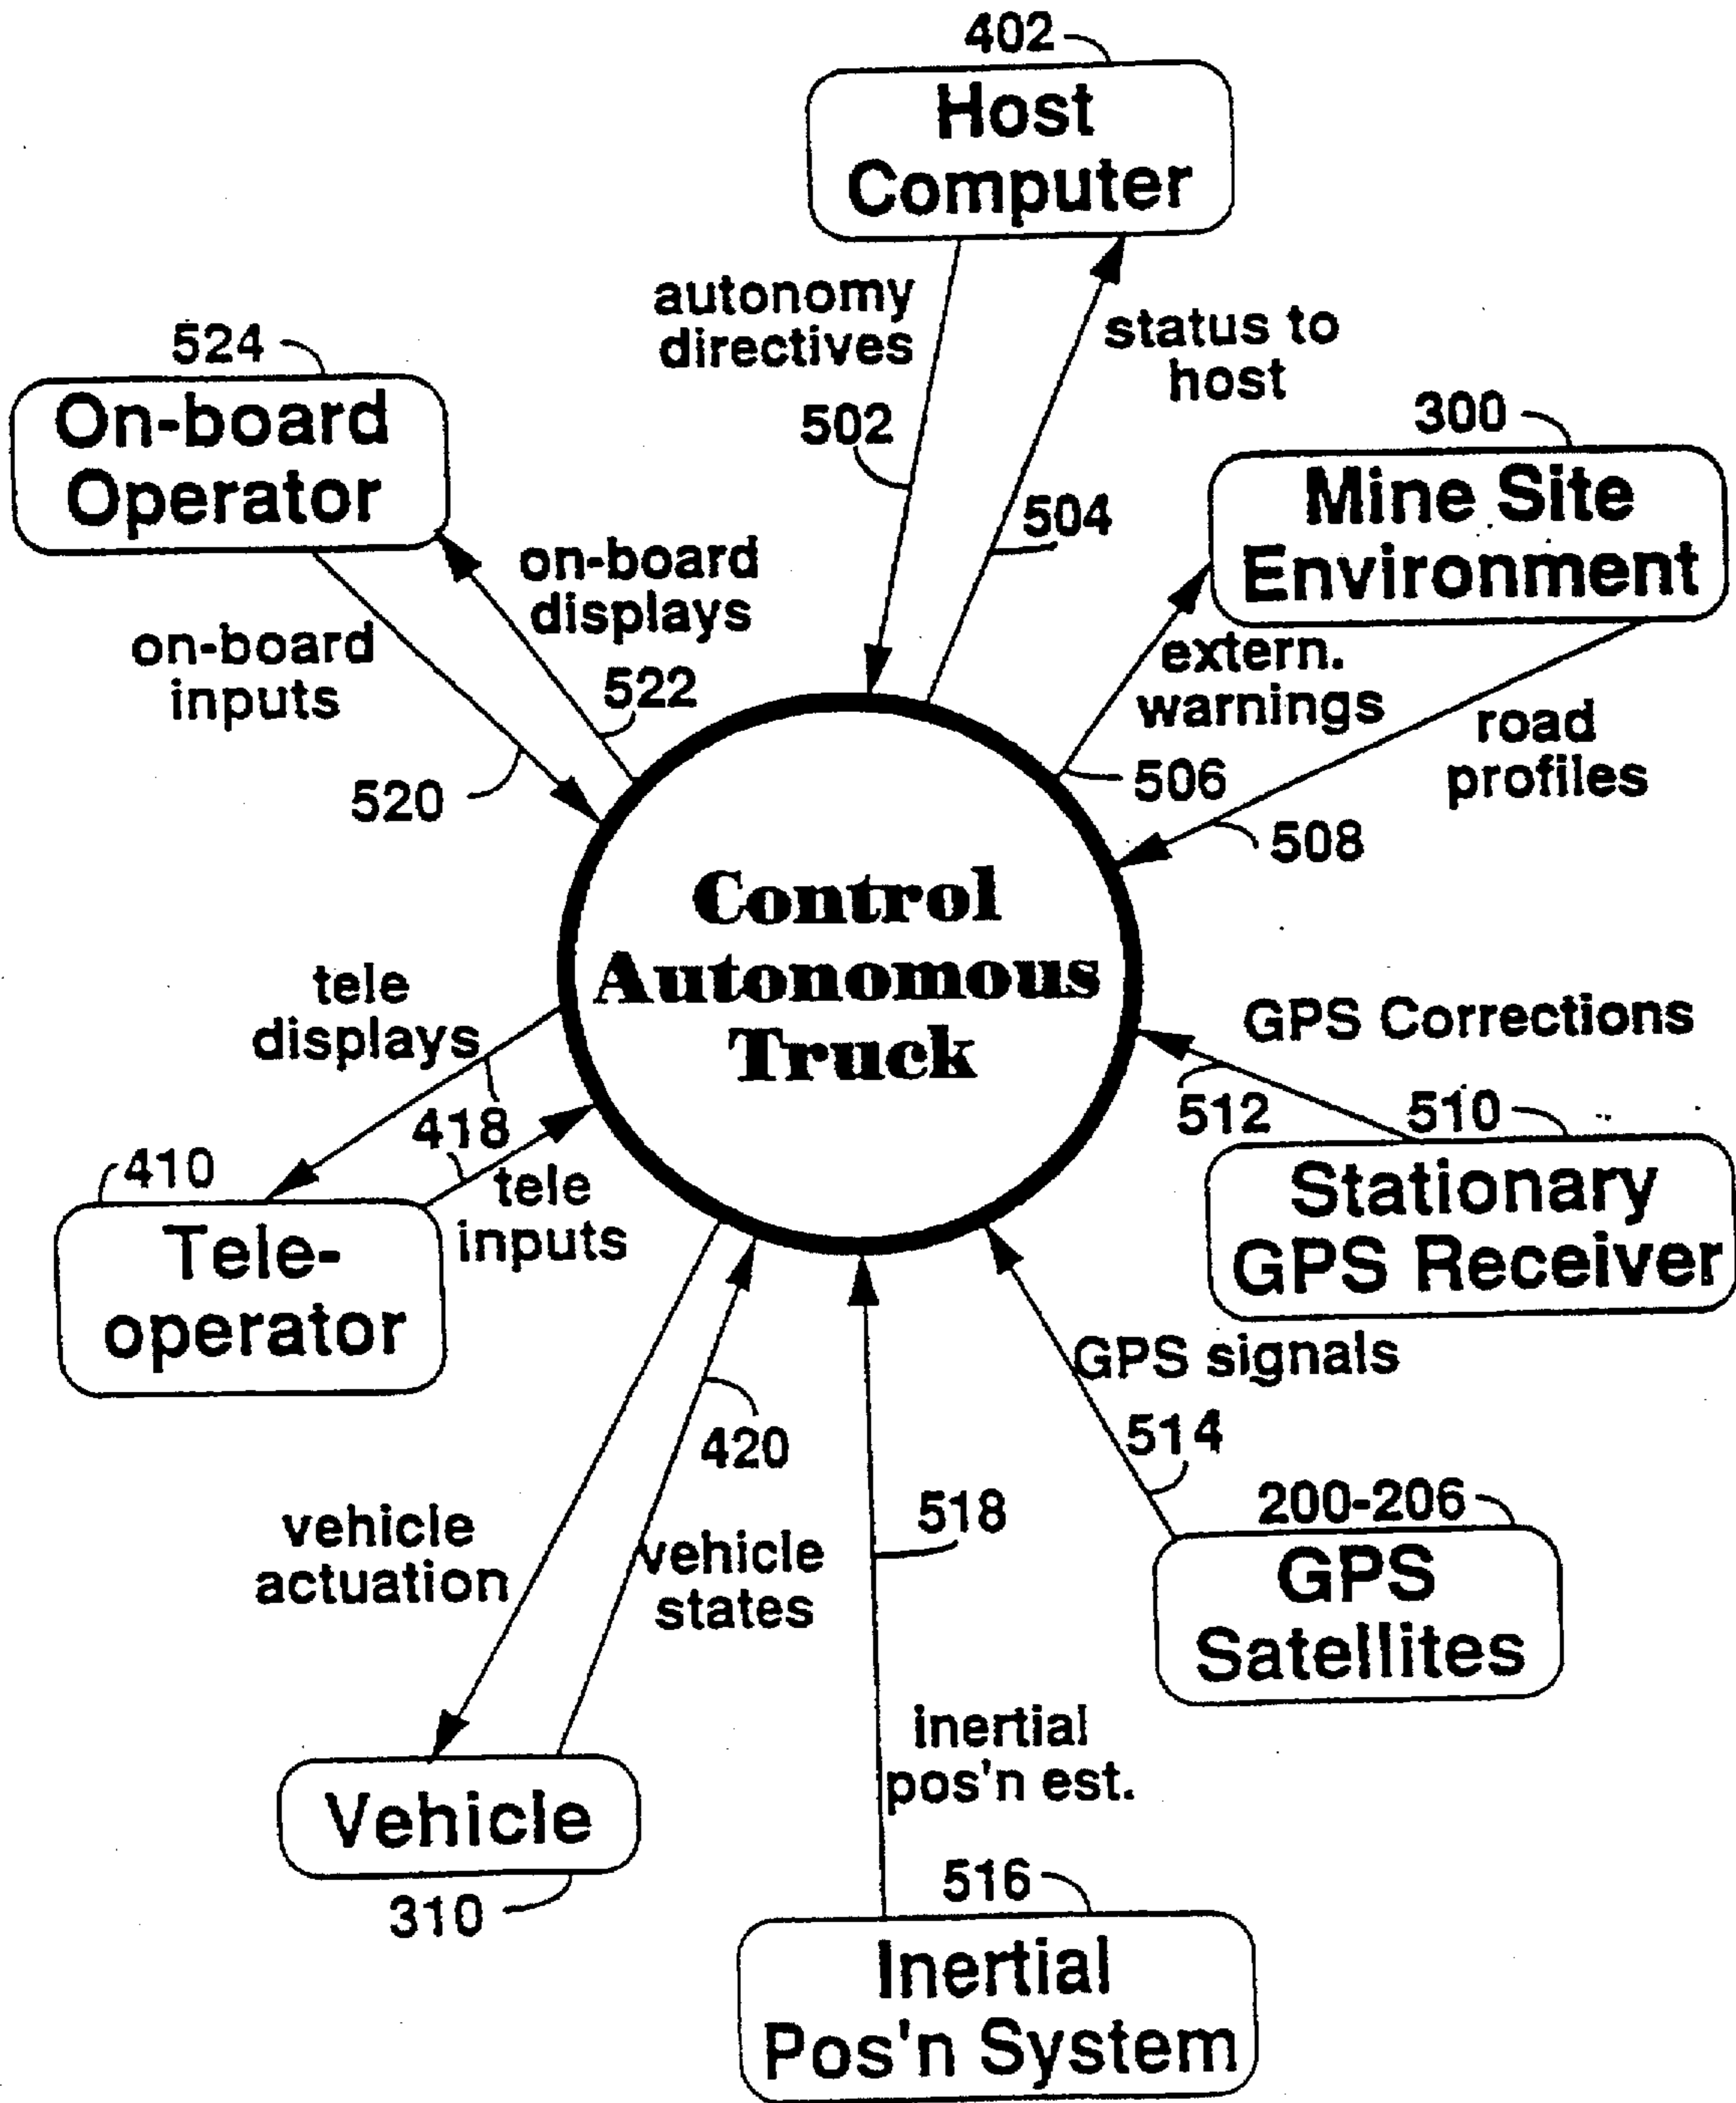 402
Host
Computer
autonomy
directives
status to
host
502
504
524
On-board
Operator
on-board
displays
on-board
inputs
522
520
300
Mine Site
Environment
extern.
warnings
road
profiles
506
508
Control
Autonomous
Truck
tele
displays
418
410
tele
inputs
Tele-
operator
GPS Corrections
512
510
Stationary
GPS Receiver
GPS signals
514
200-206
GPS
Satellites
420
vehicle
actuation
vehicle
states
518
inertial
pos'n est.
Vehicle
310
516
Inertial
Pos'n System